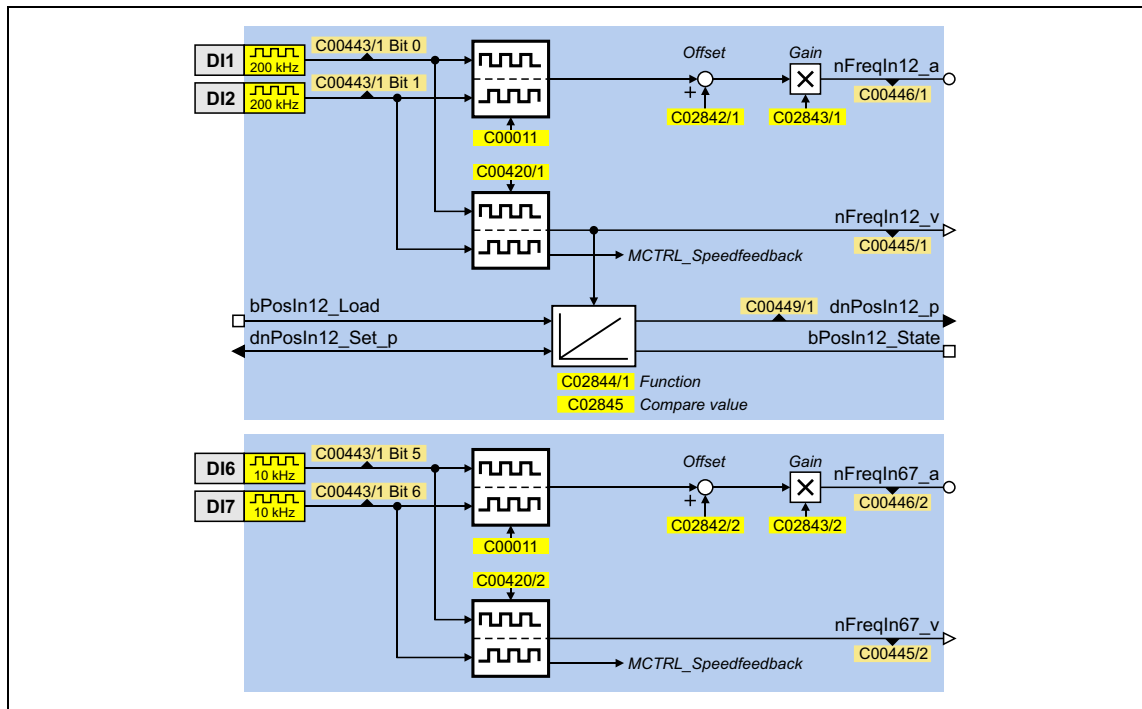 DI1 200 kHz C00443/1 Bit 0 Offset Gain nFreqIn12_a
DI2 200 kHz C00443/1 Bit 1 + C02842/1 C02843/1 C00446/1
C00011
C00420/1
nFreqIn12_v
C00445/1
MCTRL_Speedfeedback
bPosIn12_Load C00449/1 dnPosIn12_p
dnPosIn12_Set_p bPosIn12_State
C02844/1 Function
C02845 Compare value
DI6 10 kHz C00443/1 Bit 5 Offset Gain nFreqIn67_a
DI7 10 kHz C00443/1 Bit 6 + C02842/2 C02843/2 C00446/2
C00011
C00420/2
nFreqIn67_v
C00445/2
MCTRL_Speedfeedback